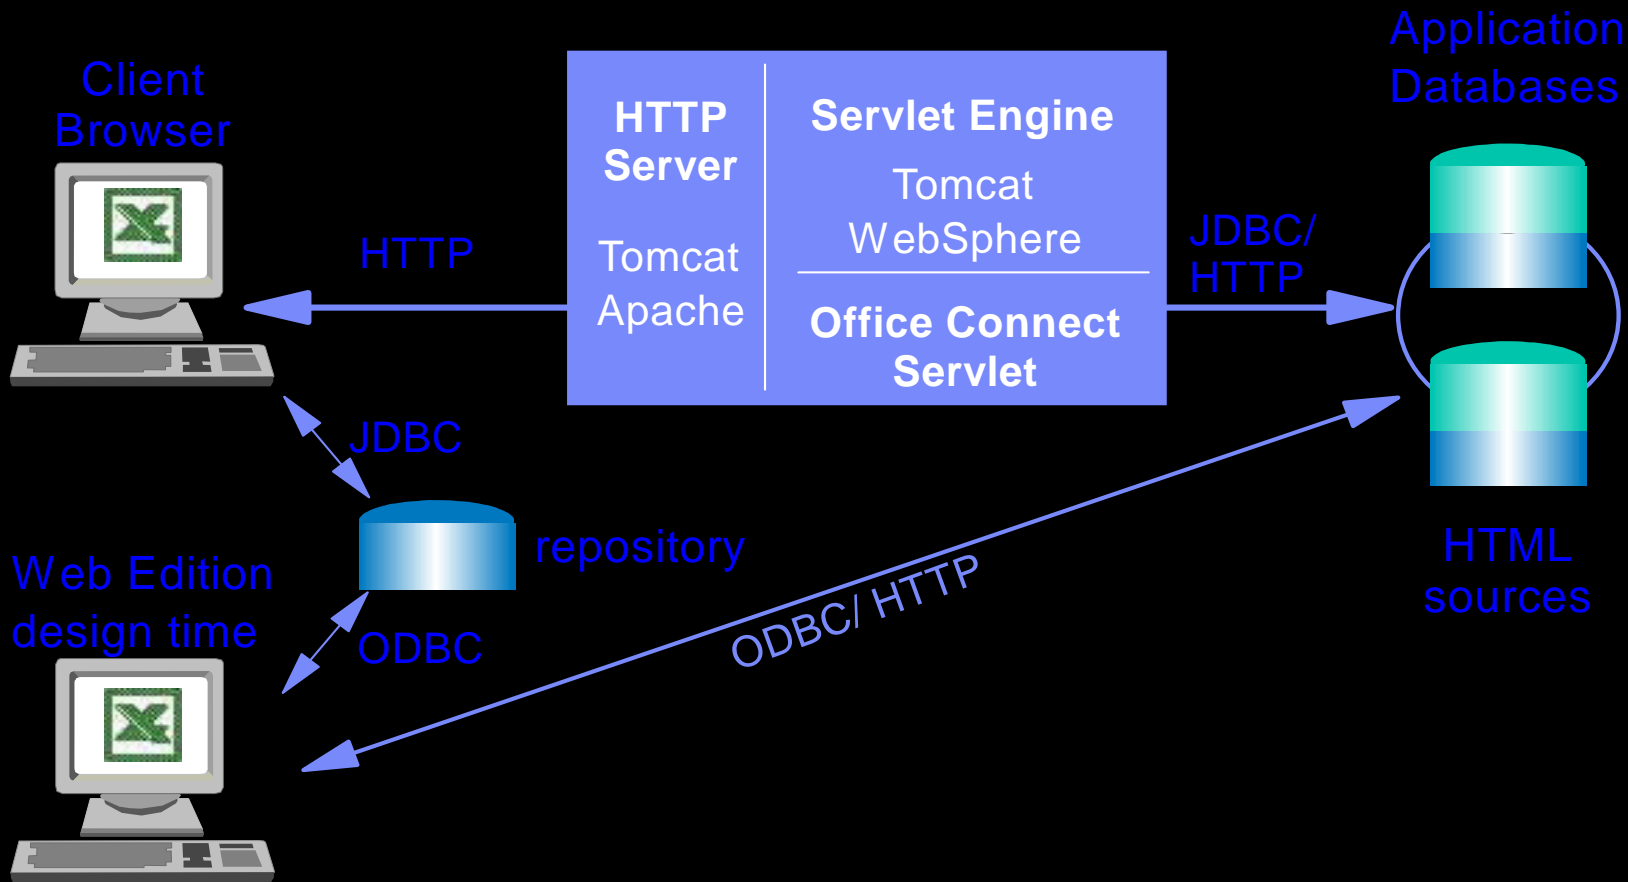 Client
Browser
HTTP
HTTP
Server
Tomcat
Apache
Servlet Engine
Tomcat
WebSphere
Office Connect
Servlet
JDBC/
HTTP
Application
Databases
HTML
sources
JDBC
repository
ODBC
Web Edition
design time
ODBC/ HTTP